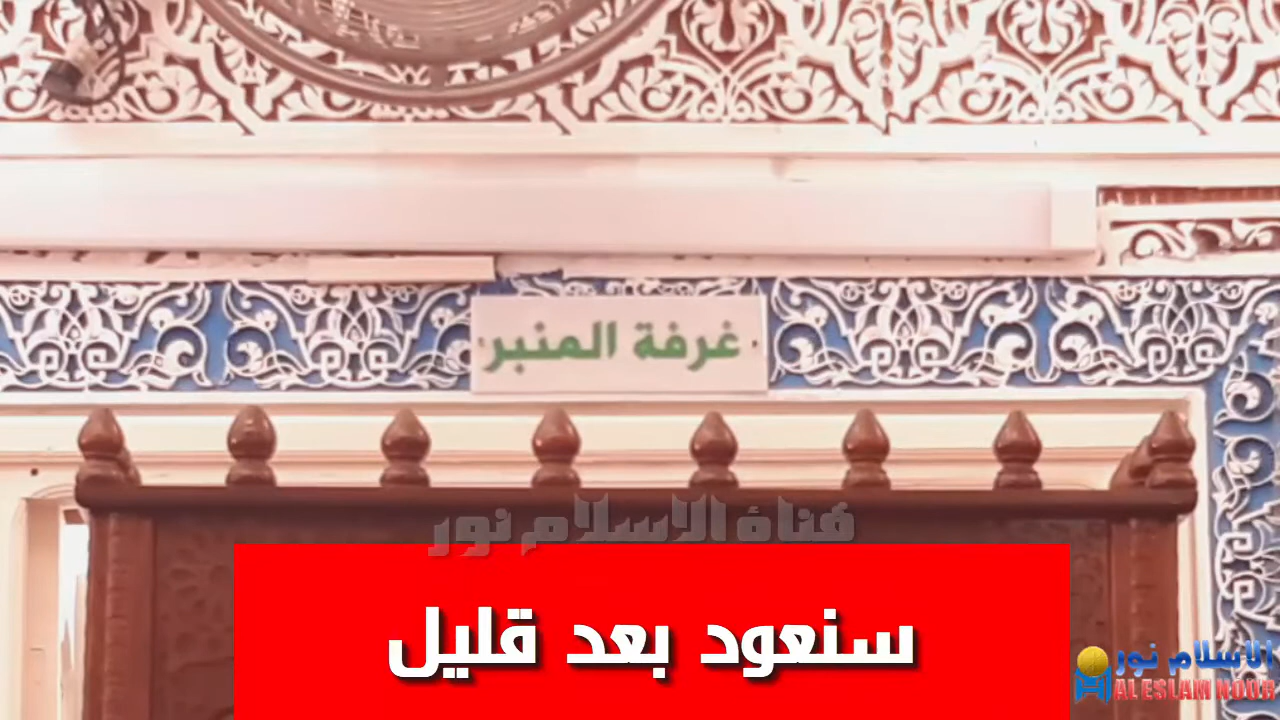 غرفة المنبر
قناة الاسلام نور
سنعود بعد قليل
الاسلام نور
ALESLAM NOUR